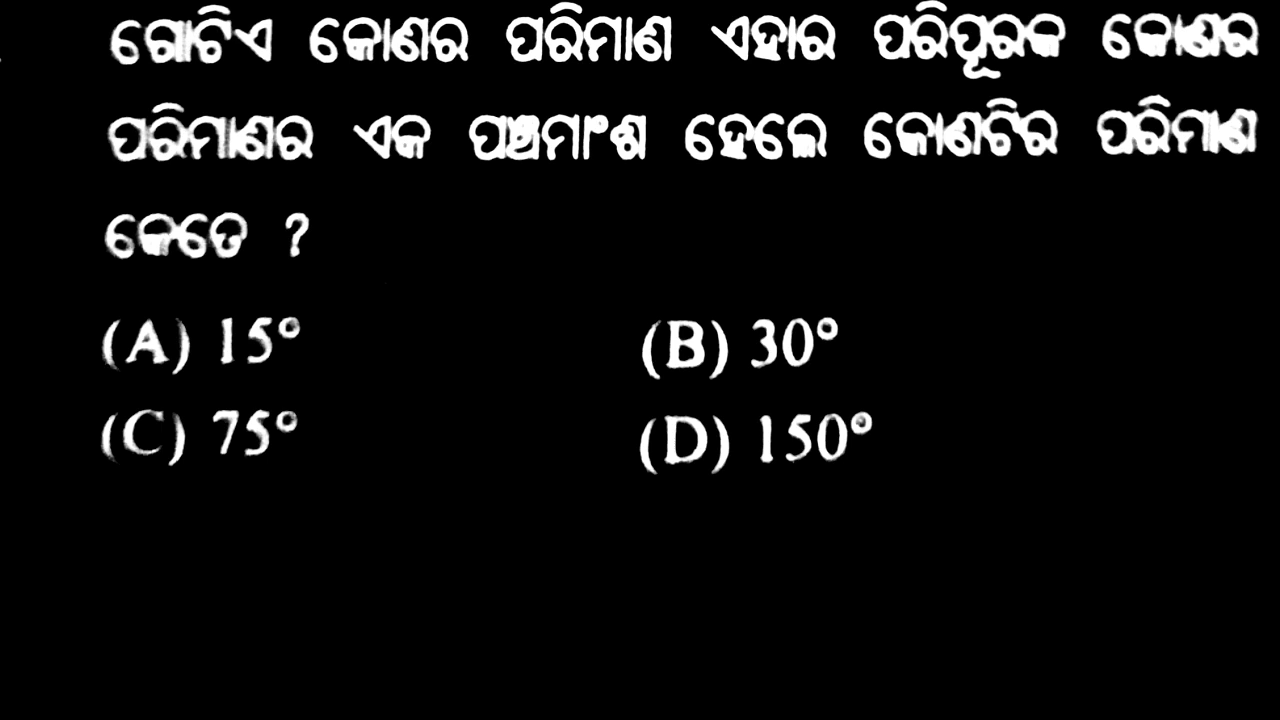 ଗୋଟିଏ କୋଣର ପରିମାଣ ଏହାର ପରିପୂରକ କୋଣର
ପରିମାଣର ଏକ ପଞ୍ଚମାଂଶ ହେଲେ କୋଣଟିର ପରିମାଣ
କେତେ ?
(A) 15° (B) 30°
(C) 75° (D) 150°